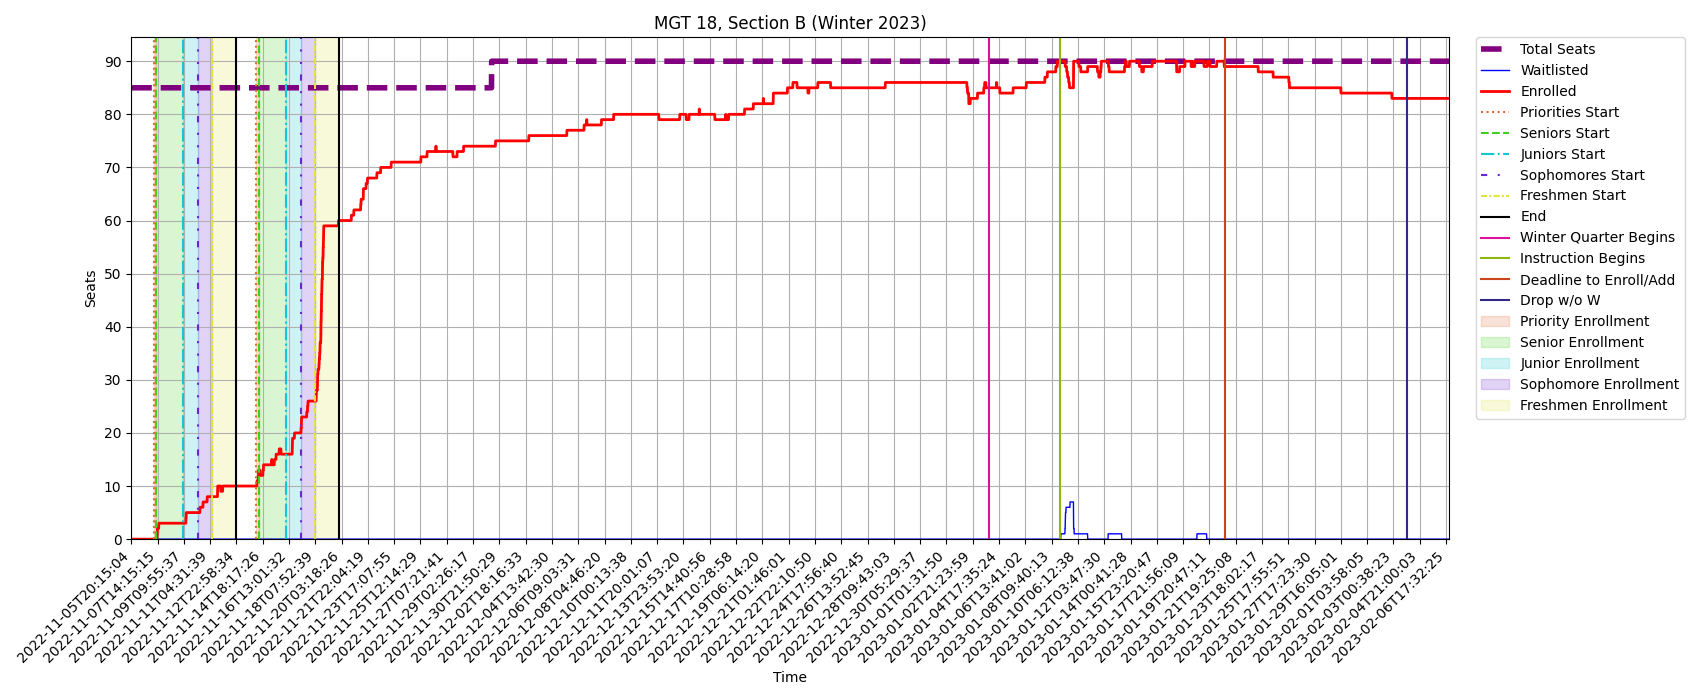 MGT 18, Section B (Winter 2023)
Seats
90
80
70
60
50
40
30
20
10
0
2022-11-05T20:15:04
2022-11-07T14:15:15
2022-11-09T09:55:37
2022-11-11T04:31:39
2022-11-12T22:58:34
2022-11-14T18:17:26
2022-11-16T13:01:32
2022-11-18T07:52:39
2022-11-20T03:18:26
2022-11-21T22:04:19
2022-11-23T17:07:55
2022-11-25T12:14:29
2022-11-27T07:21:41
2022-11-29T02:26:17
2022-11-30T21:50:29
2022-12-02T18:16:33
2022-12-04T13:42:30
2022-12-06T09:03:31
2022-12-08T04:46:20
2022-12-10T00:13:38
2022-12-11T20:01:07
2022-12-13T23:53:20
2022-12-15T14:40:56
2022-12-17T10:28:58
2022-12-19T06:14:20
2022-12-21T01:46:01
2022-12-22T22:10:50
2022-12-24T17:56:40
2022-12-26T13:52:45
2022-12-28T09:43:03
2022-12-30T05:29:37
2023-01-01T01:31:50
2023-01-02T21:23:59
2023-01-04T17:35:24
2023-01-06T13:41:02
2023-01-08T09:40:13
2023-01-10T06:12:38
2023-01-12T03:47:30
2023-01-14T00:41:28
2023-01-15T23:20:47
2023-01-17T21:56:09
2023-01-19T20:47:11
2023-01-21T19:25:08
2023-01-23T18:02:17
2023-01-25T17:55:51
2023-01-27T17:23:30
2023-01-29T16:05:01
2023-02-01T03:58:05
2023-02-03T00:38:23
2023-02-04T21:00:03
2023-02-06T17:32:25
Time
Total Seats
Waitlisted
Enrolled
Priorities Start
Seniors Start
Juniors Start
Sophomores Start
Freshmen Start
End
Winter Quarter Begins
Instruction Begins
Deadline to Enroll/Add
Drop w/o W
Priority Enrollment
Senior Enrollment
Junior Enrollment
Sophomore Enrollment
Freshmen Enrollment